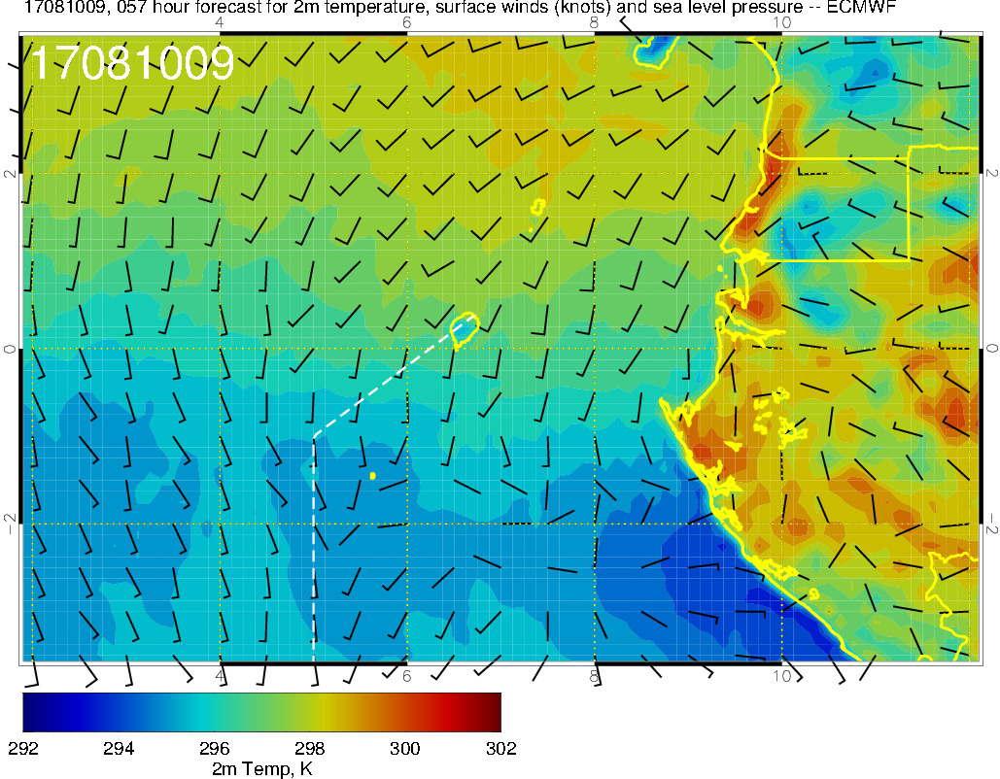 17081009, 057 hour forecast for 2m temperature, surface winds (knots) and sea level pressure -- ECMWF
4 6 8 10
17081009
2 2
0 0
−2 −2
4 6 8 10
292 294 296 298 300 302
2m Temp, K